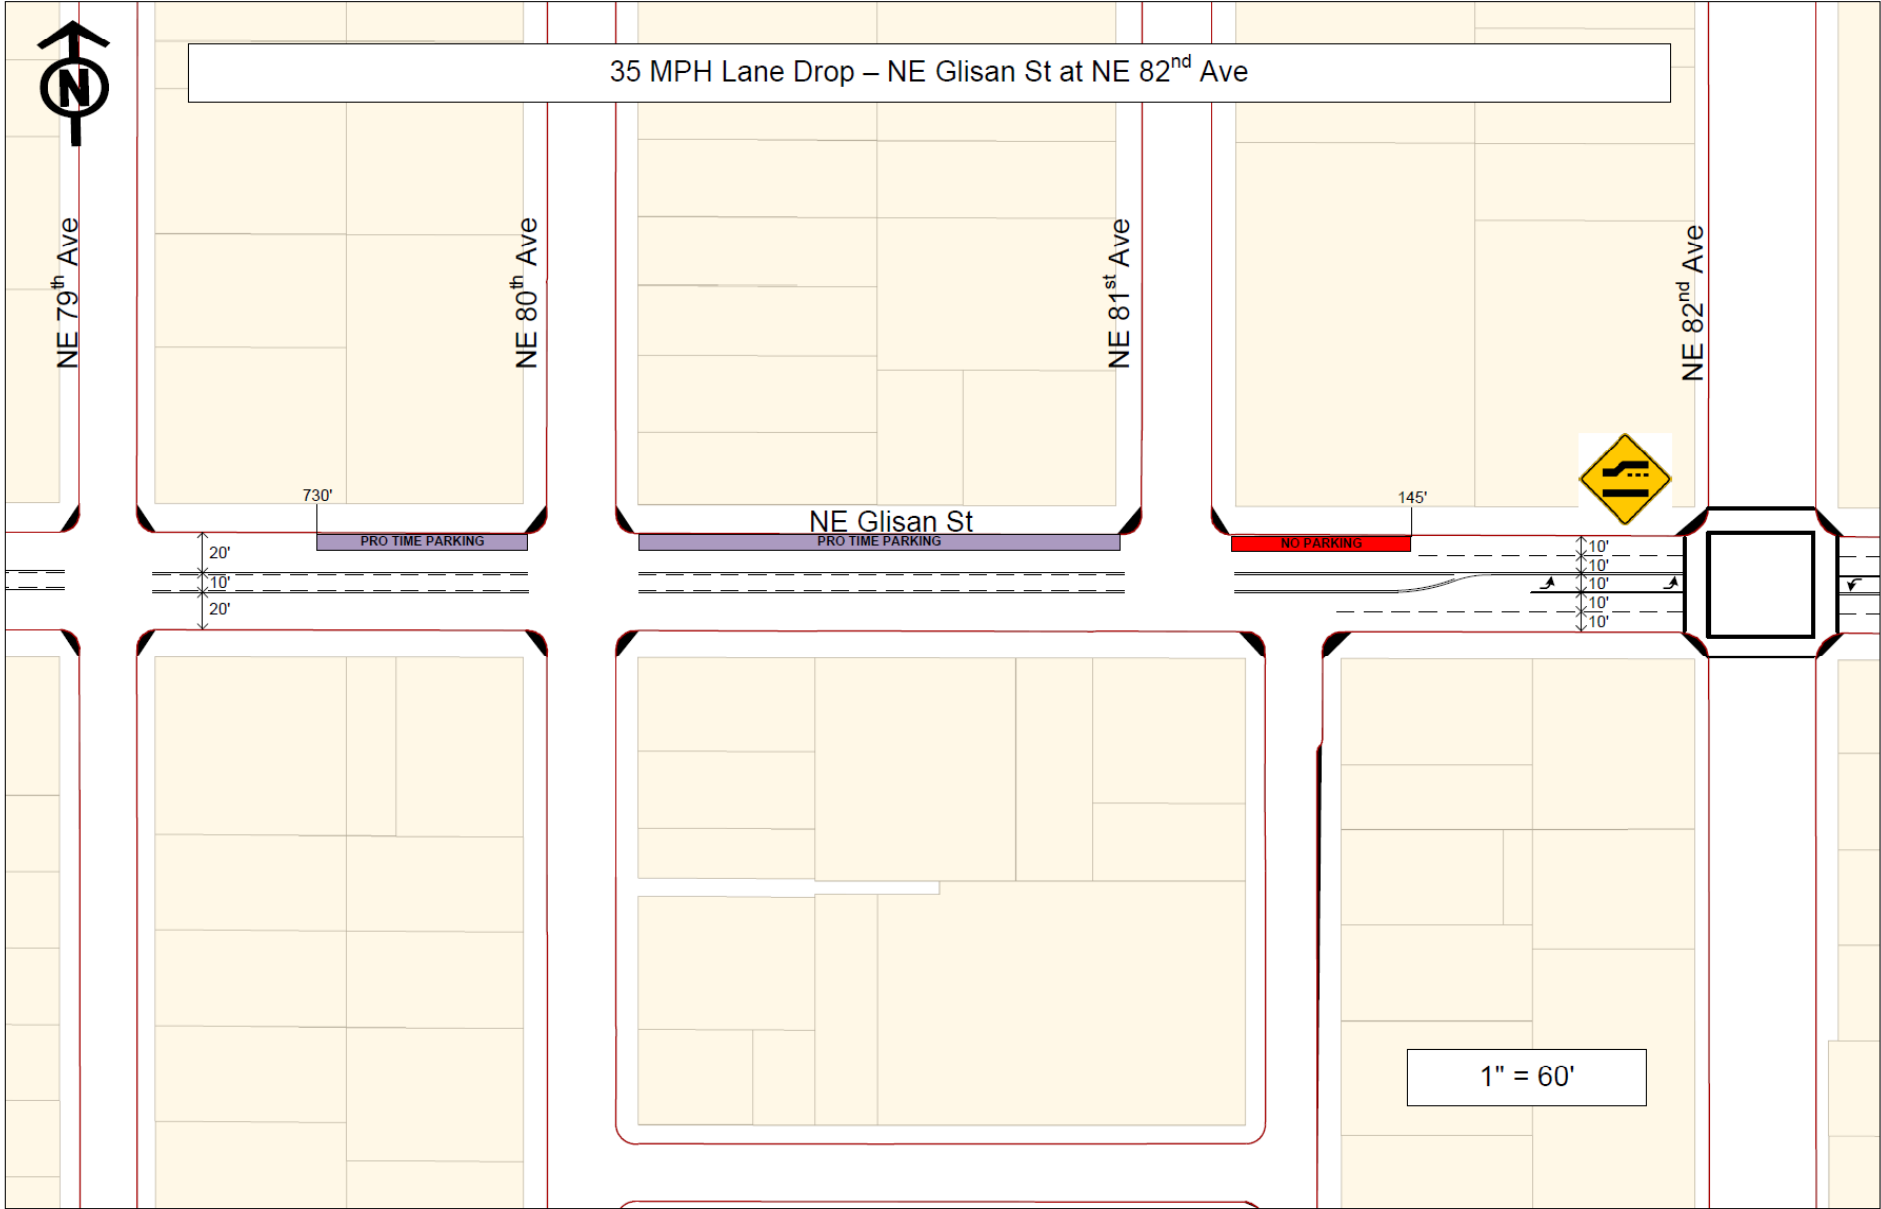 N
35 MPH Lane Drop – NE Glisan St at NE 82nd Ave
NE 79th Ave
NE 80th Ave
NE 81st Ave
NE 82nd Ave
730'
145'
NE Glisan St
PRO TIME PARKING
PRO TIME PARKING
NO PARKING
20'
10'
20'
10'
10'
10'
10'
10'
1" = 60'